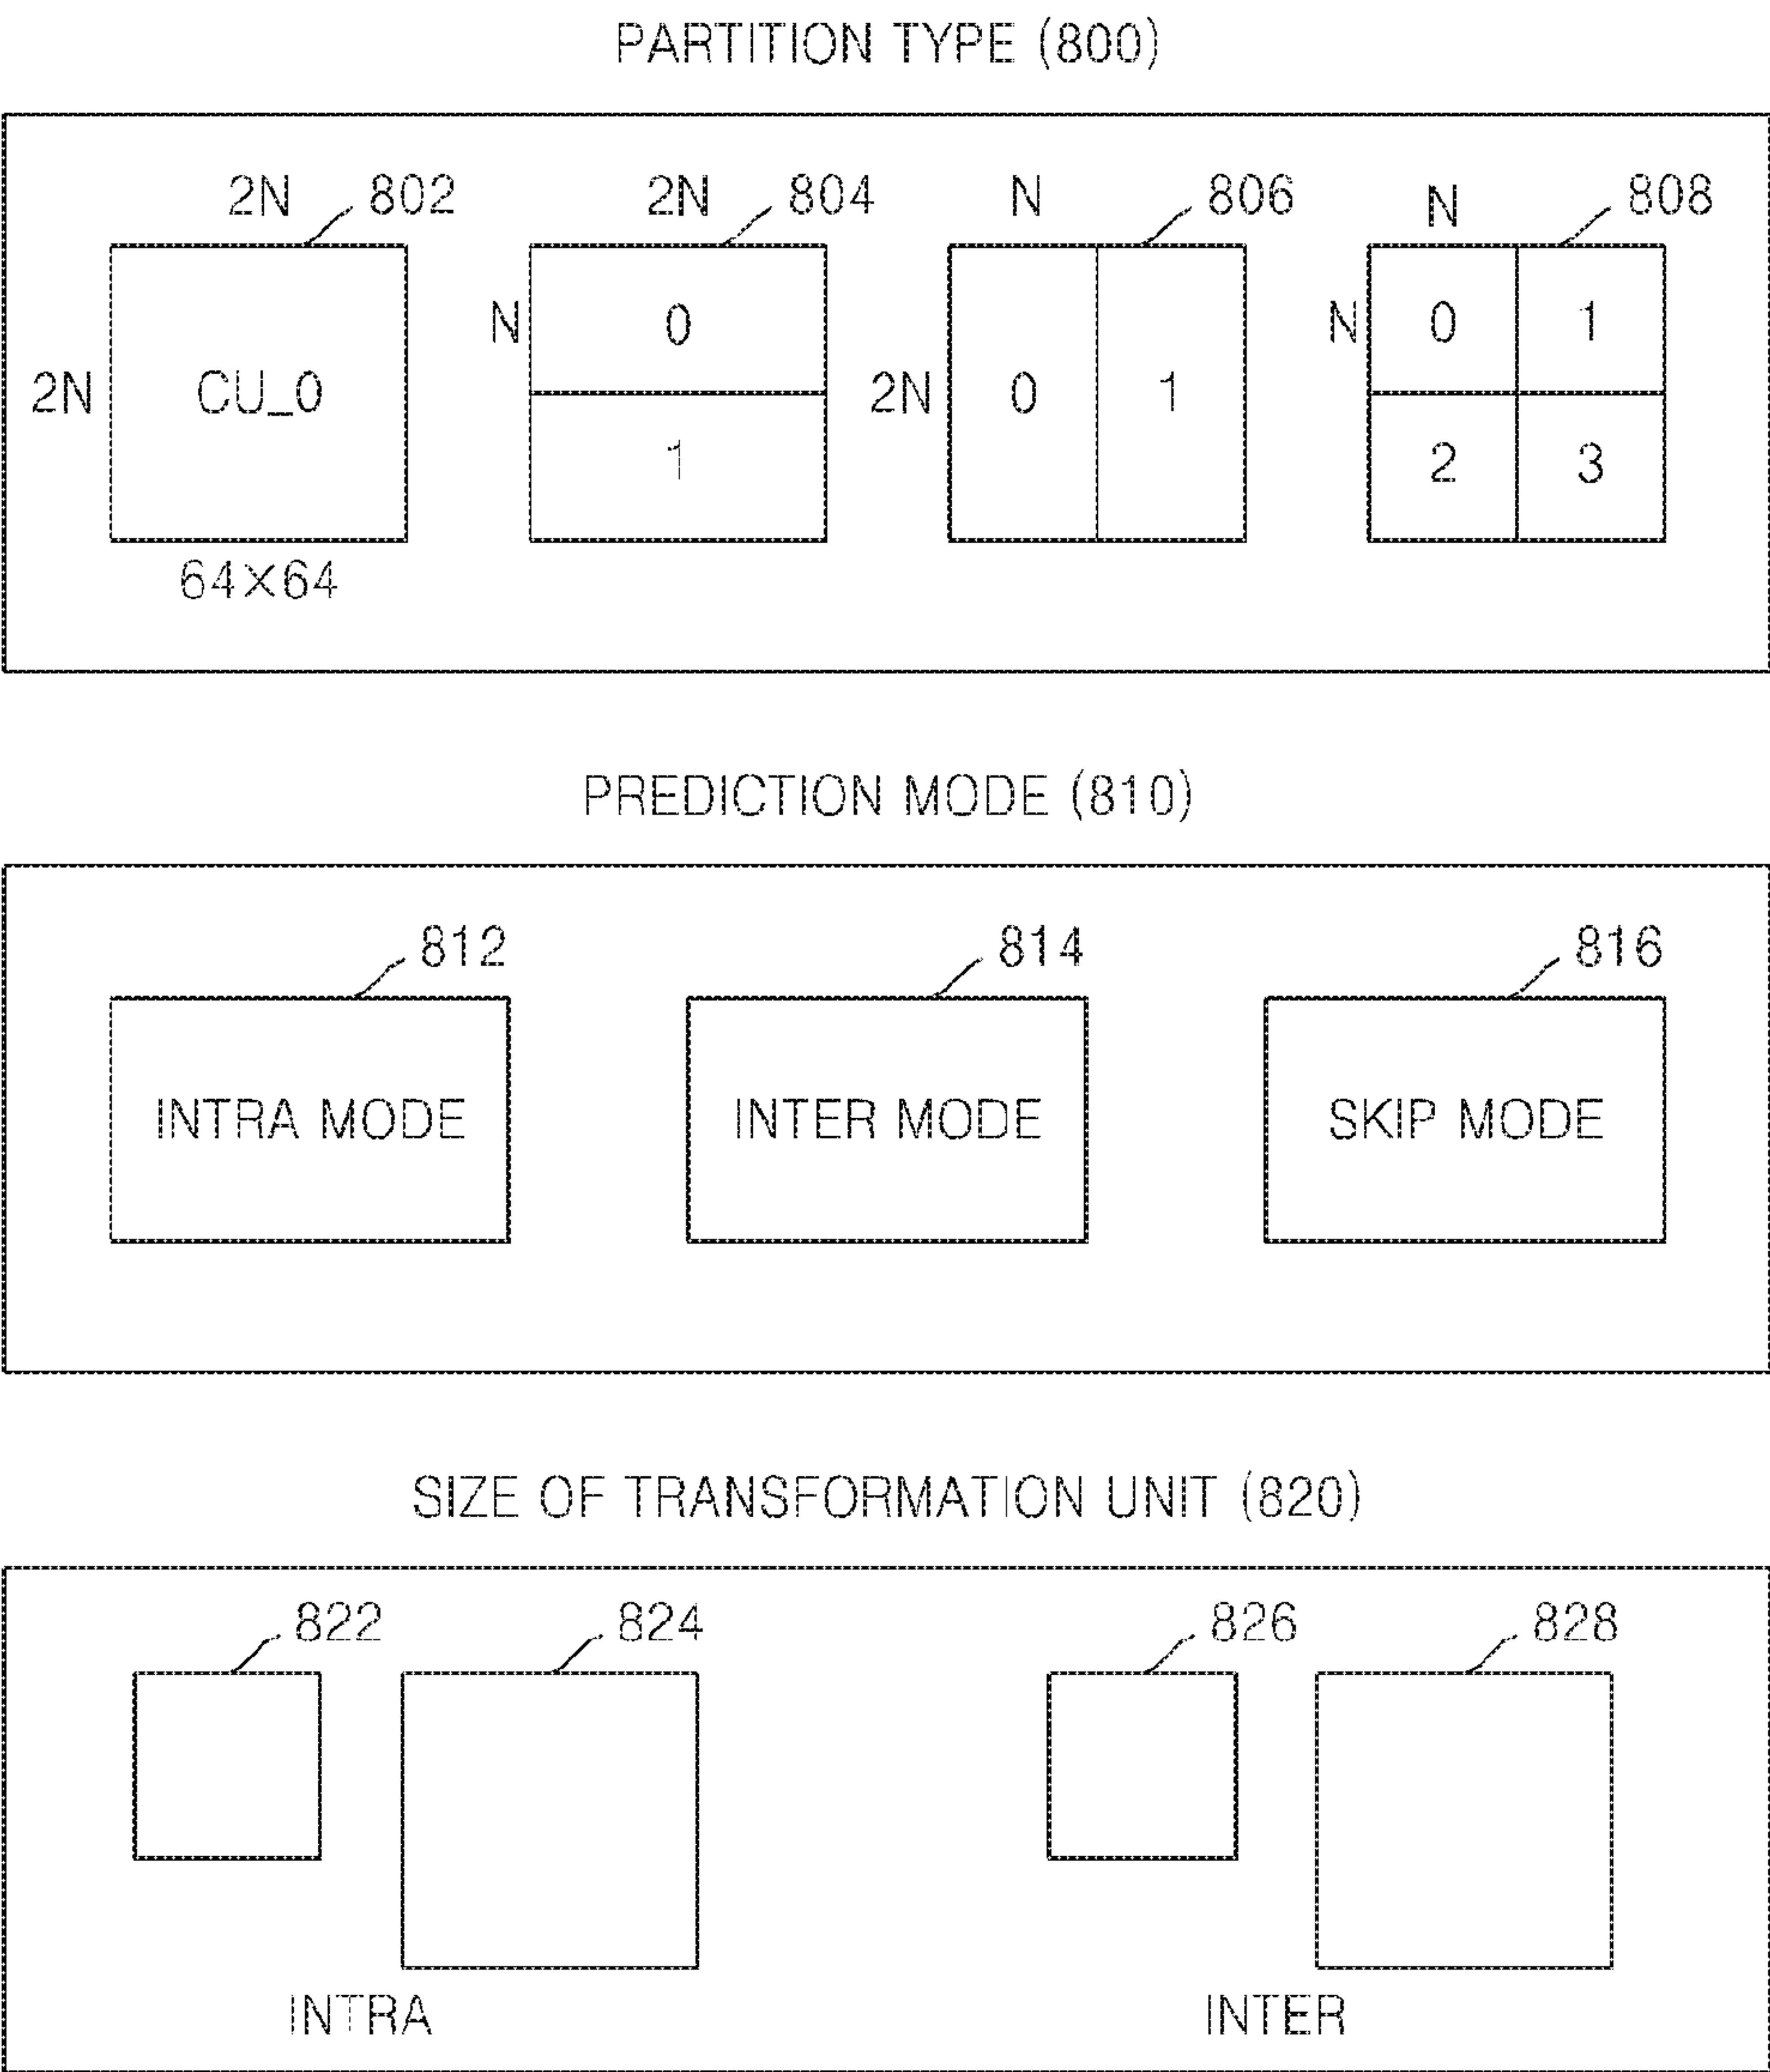 PARTITION TYPE (800)
2N 802 2N 804 N 806 N 808
N 0 N 0 1
2N CU_0 2N 0 1
1 2 3
64×64
PREDICTION MODE (810)
812 814 816
INTRA MODE INTER MODE SKIP MODE
SIZE OF TRANSFORMATION UNIT (820)
822 824 826 828
INTRA INTER